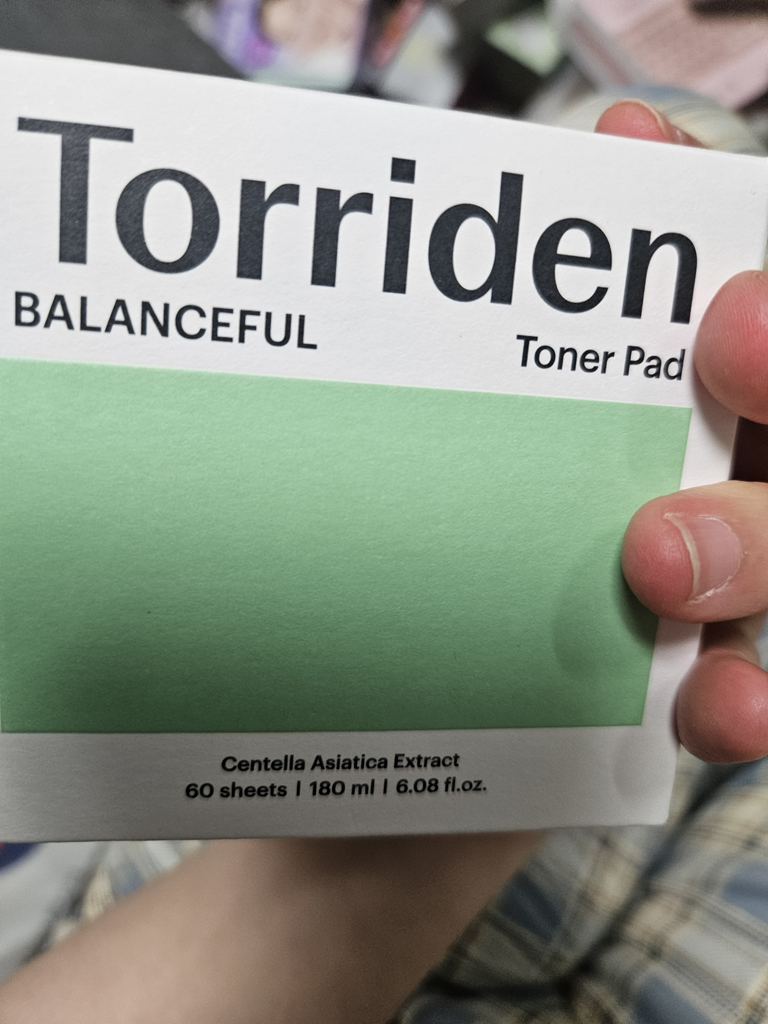 Torriden
BALANCEFUL Toner Pad
Centella Asiatica Extract
60 sheets | 180 ml | 6.08 fl.oz.